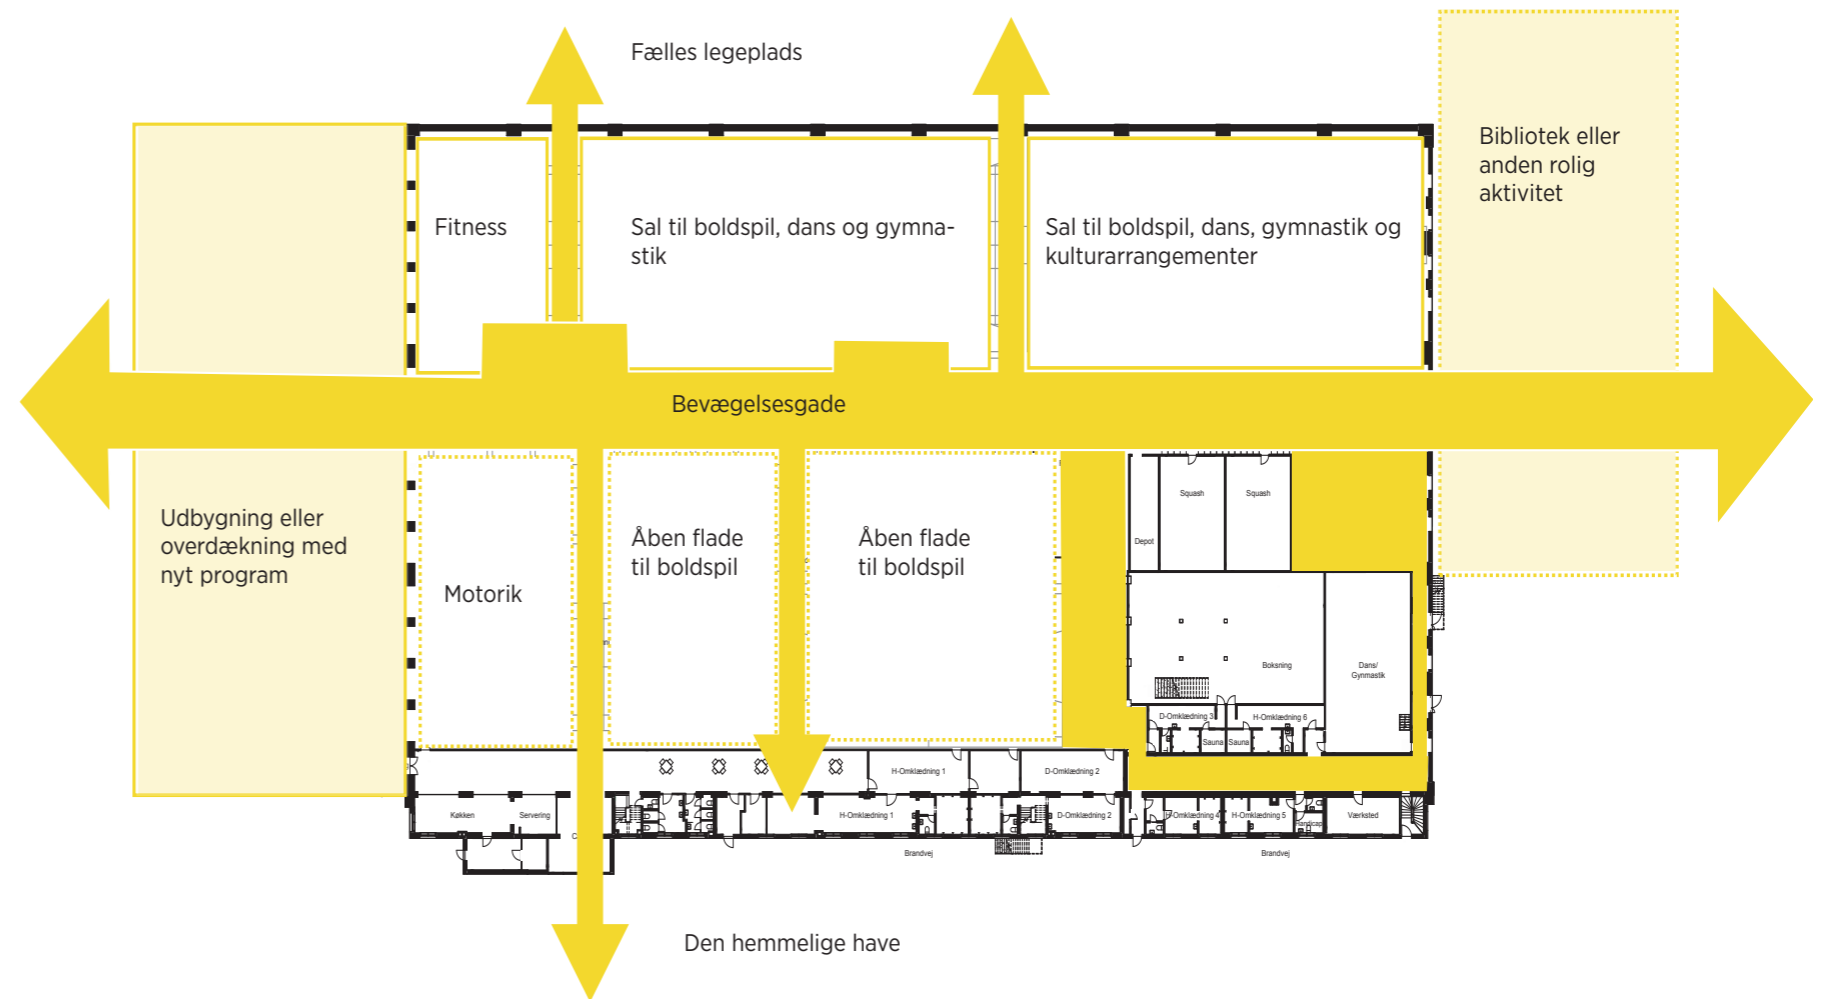 Fælles legeplads
Bibliotek eller
anden rolig
aktivitet
Fitness
Sal til boldspil, dans og gymna-
stik
Sal til boldspil, dans, gymnastik og
kulturarrangementer
Bevægelsesgade
Udbygning eller
overdækning med
nyt program
Motorik
Åben flade
til boldspil
Åben flade
til boldspil
Squash
Squash
Depot
Boksning
Dans/
Gynmastik
D-Omklædning 3
H-Omklædning 6
Sauna
Sauna
H-Omklædning 1
D-Omklædning 2
Køkken
Servering
H-Omklædning 1
D-Omklædning 2
H-Omklædning 5
Handicap
Værksted
Brandvej
Brandvej
Den hemmelige have